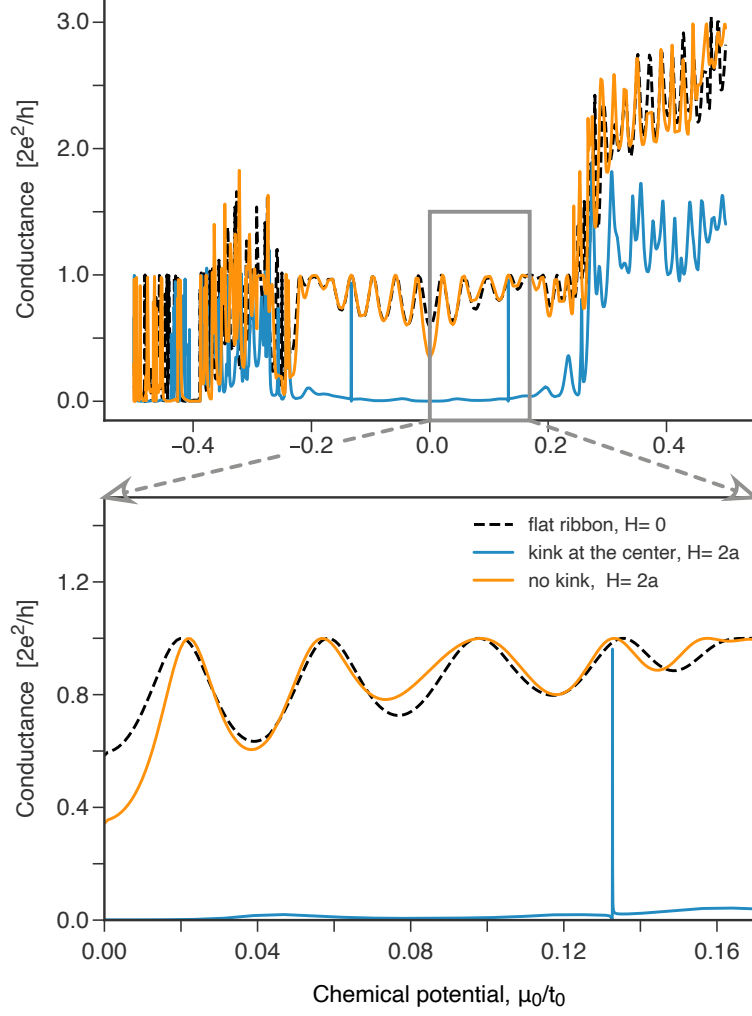 3.0
2.0
1.0
0.0
Conductance [2e²/h]
−0.4 −0.2 0.0 0.2 0.4
flat ribbon, H= 0
kink at the center, H= 2a
no kink, H= 2a
1.2
0.8
0.4
0.0
Conductance [2e²/h]
0.00 0.04 0.08 0.12 0.16
Chemical potential, μ₀/t₀